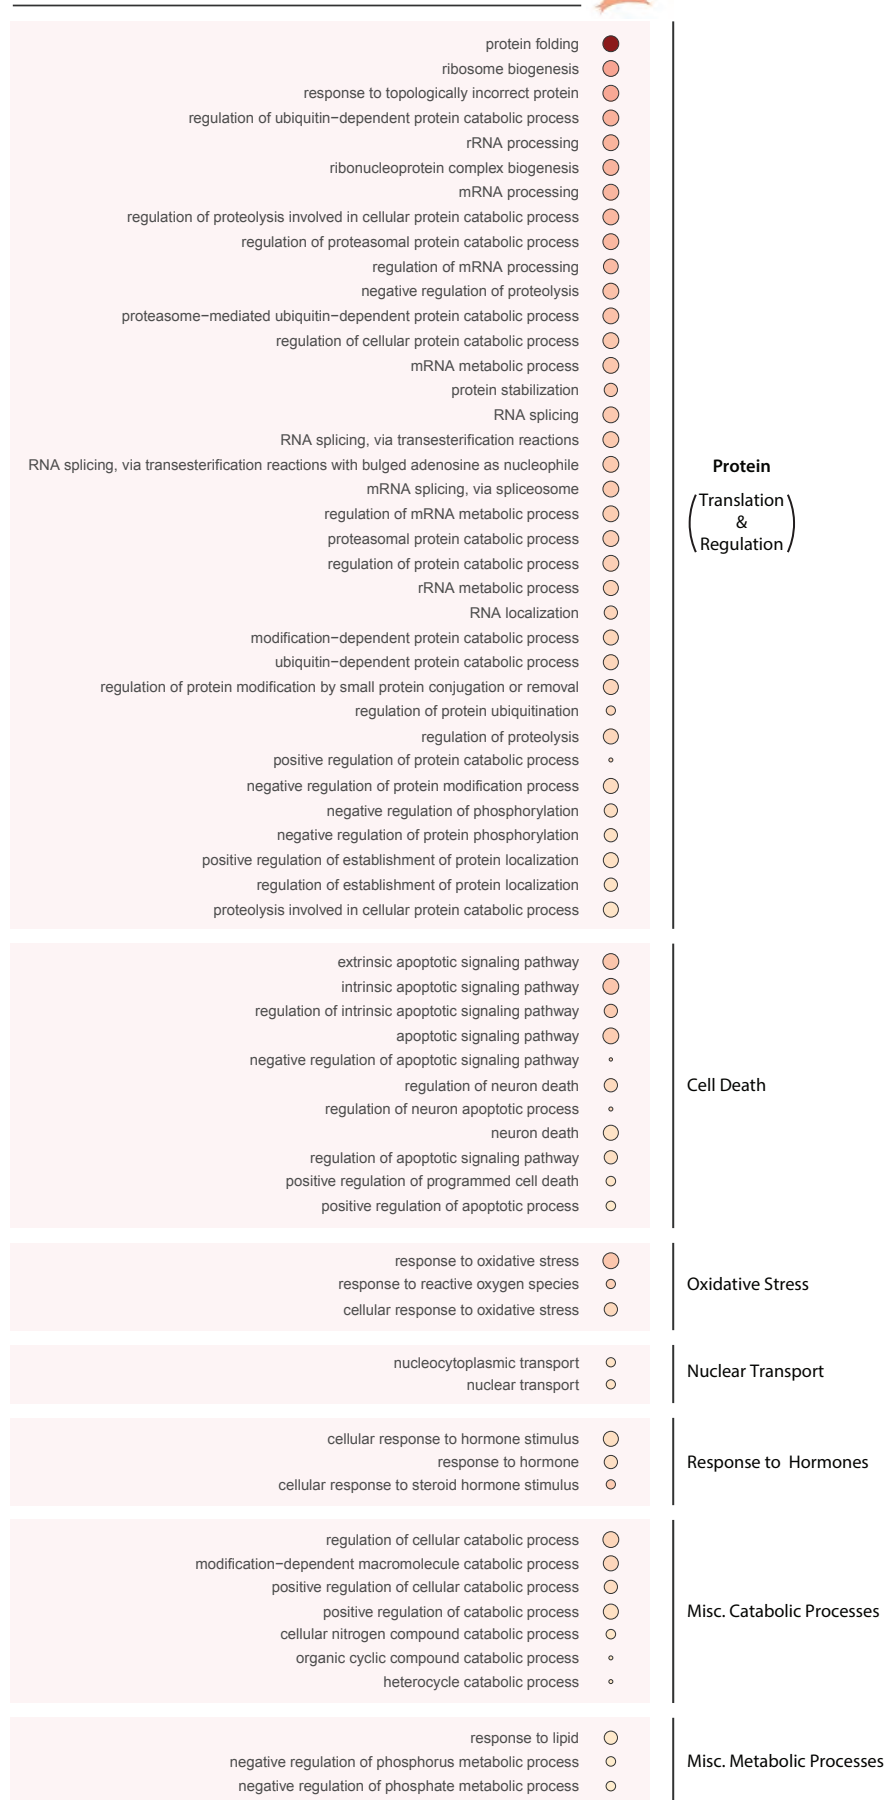 protein folding
ribosome biogenesis
response to topologically incorrect protein
regulation of ubiquitin−dependent protein catabolic process
rRNA processing
ribonucleoprotein complex biogenesis
mRNA processing
regulation of proteolysis involved in cellular protein catabolic process
regulation of proteasomal protein catabolic process
regulation of mRNA processing
negative regulation of proteolysis
proteasome−mediated ubiquitin−dependent protein catabolic process
regulation of cellular protein catabolic process
mRNA metabolic process
protein stabilization
RNA splicing
RNA splicing, via transesterification reactions
RNA splicing, via transesterification reactions with bulged adenosine as nucleophile
mRNA splicing, via spliceosome
regulation of mRNA metabolic process
proteasomal protein catabolic process
regulation of protein catabolic process
rRNA metabolic process
RNA localization
modification−dependent protein catabolic process
ubiquitin−dependent protein catabolic process
regulation of protein modification by small protein conjugation or removal
regulation of protein ubiquitination
regulation of proteolysis
positive regulation of protein catabolic process
negative regulation of protein modification process
negative regulation of phosphorylation
negative regulation of protein phosphorylation
positive regulation of establishment of protein localization
regulation of establishment of protein localization
proteolysis involved in cellular protein catabolic process
Protein
(Translation
&
Regulation)
extrinsic apoptotic signaling pathway
intrinsic apoptotic signaling pathway
regulation of intrinsic apoptotic signaling pathway
apoptotic signaling pathway
negative regulation of apoptotic signaling pathway
regulation of neuron death
regulation of neuron apoptotic process
neuron death
regulation of apoptotic signaling pathway
positive regulation of programmed cell death
positive regulation of apoptotic process
Cell Death
response to oxidative stress
response to reactive oxygen species
cellular response to oxidative stress
Oxidative Stress
nucleocytoplasmic transport
nuclear transport
Nuclear Transport
cellular response to hormone stimulus
response to hormone
cellular response to steroid hormone stimulus
Response to Hormones
regulation of cellular catabolic process
modification−dependent macromolecule catabolic process
positive regulation of cellular catabolic process
positive regulation of catabolic process
cellular nitrogen compound catabolic process
organic cyclic compound catabolic process
heterocycle catabolic process
Misc. Catabolic Processes
response to lipid
negative regulation of phosphorus metabolic process
negative regulation of phosphate metabolic process
Misc. Metabolic Processes